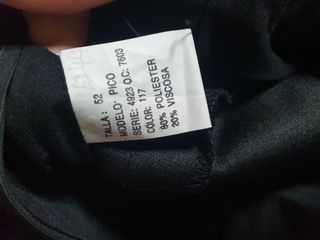 TALLA: 52
MODELO: PICO
SERIE: 4923 O.C: 7603
COLOR: 117
80% POLIESTER
20% VISCOSA